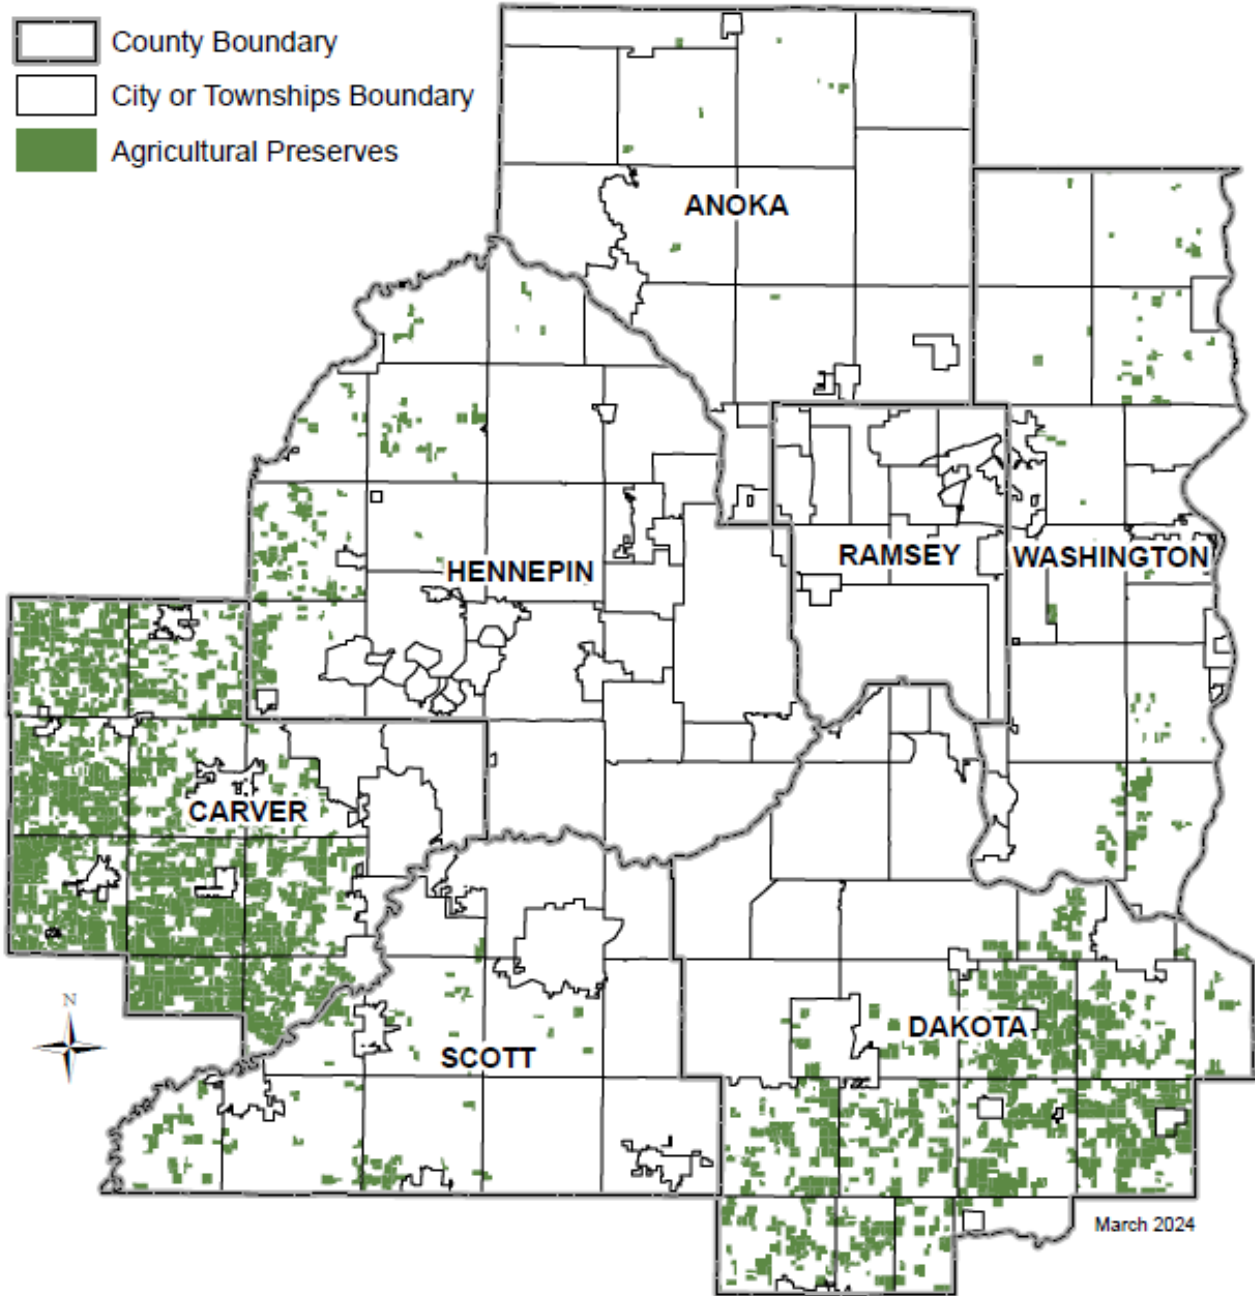 County Boundary
City or Townships Boundary
Agricultural Preserves
ANOKA
HENNEPIN
RAMSEY
WASHINGTON
CARVER
N
SCOTT
DAKOTA
March 2024